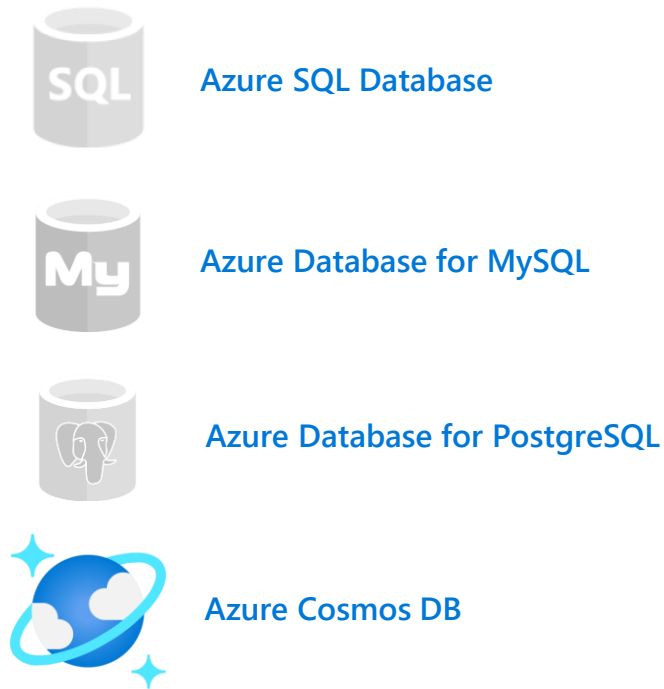 SQL
Azure SQL Database
My
Azure Database for MySQL
Azure Database for PostgreSQL
Azure Cosmos DB